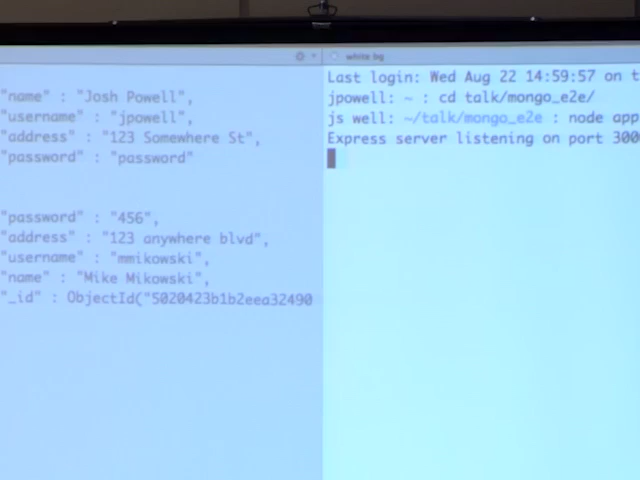 "name" : "Josh Powell",
"username" : "jpowell",
"address" : "123 Somewhere St",
"password" : "password"
"password" : "456",
"address" : "123 anywhere blvd",
"username" : "mmikowski",
"name" : "Mike Mikowski",
"_id" : ObjectId("5020423b1b2eea32490
white bg
Last login: Wed Aug 22 14:59:57 on t
jpowell: ~ : cd talk/mongo_e2e/
js well: ~/talk/mongo_e2e : node app
Express server listening on port 300